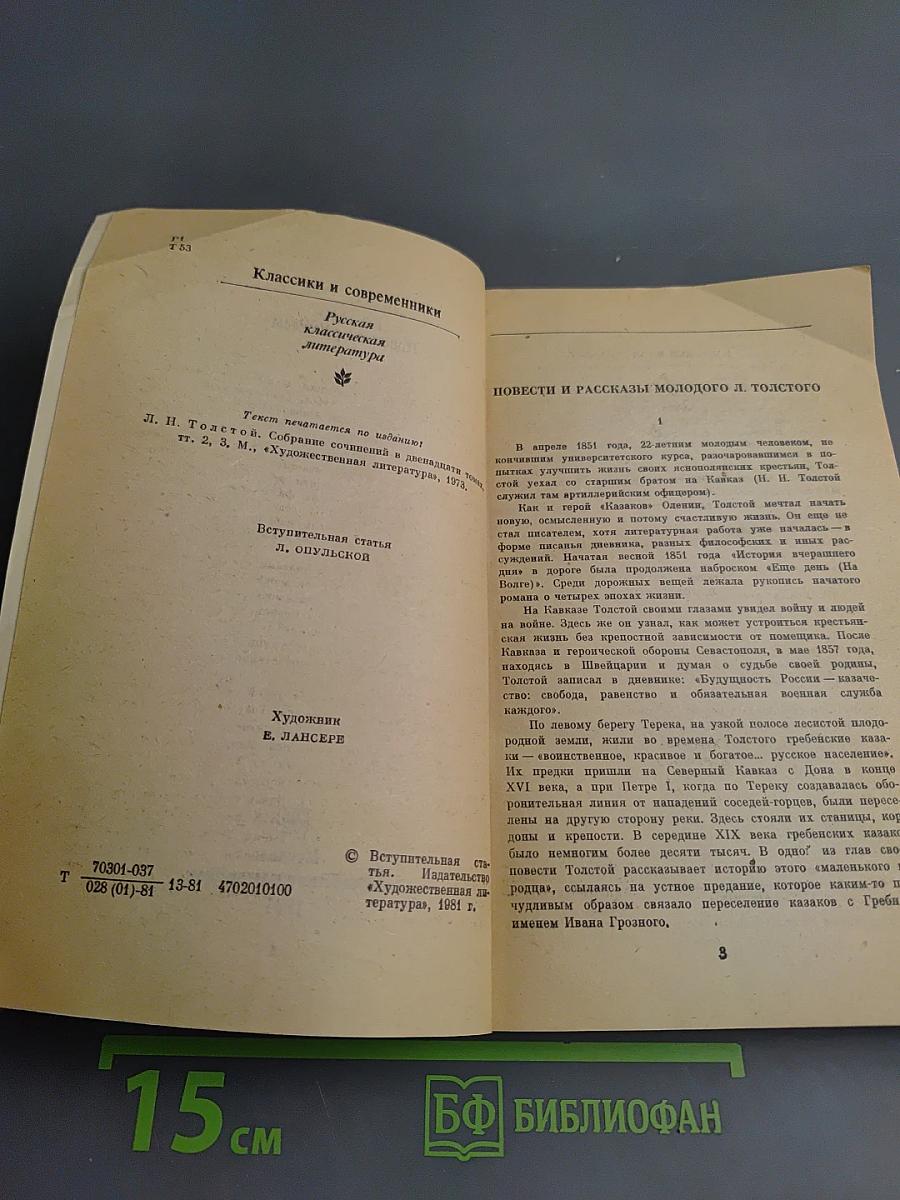 Р1
Т 53
Классики и современники
Русская
классическая
литература
Текст печатается по изданию:
Л. Н. Толстой. Собрание сочинений в двенадцати томах,
тт. 2, 3. М., «Художественная литература», 1973.
Вступительная статья
Л. ОПУЛЬСКОЙ
Художник
Е. ЛАНСЕРЕ
Т 70301-037
028 (01)-81 13-81 4702010100
© Вступительная ста-
тья. Издательство
«Художественная ли-
тература», 1981 г.
ПОВЕСТИ И РАССКАЗЫ МОЛОДОГО Л. ТОЛСТОГО
1
В апреле 1851 года, 22-летним молодым человеком, не
кончившим университетского курса, разочаровавшимся в по-
пытках улучшить жизнь своих яснополянских крестьян, Тол-
стой уехал со старшим братом на Кавказ (Н. Н. Толстой
служил там артиллерийским офицером).
Как и герой «Казаков» Оленин, Толстой мечтал начать
новую, осмысленную и потому счастливую жизнь. Он еще не
стал писателем, хотя литературная работа уже началась — в
форме писанья дневника, разных философских и иных рас-
суждений. Начатая весной 1851 года «История вчерашнего
дня» в дороге была продолжена наброском «Еще день (На
Волге)». Среди дорожных вещей лежала рукопись начатого
романа о четырех эпохах жизни.
На Кавказе Толстой своими глазами увидел войну и людей
на войне. Здесь же он узнал, как может устроиться крестьян-
ская жизнь без крепостной зависимости от помещика. После
Кавказа и героической обороны Севастополя, в мае 1857 года,
находясь в Швейцарии и думая о судьбе своей родины,
Толстой записал в дневнике: «Будущность России — казаче-
ство: свобода, равенство и обязательная военная служба
каждого».
По левому берегу Терека, на узкой полосе лесистой плодо-
родной земли, жили во времена Толстого гребенские каза-
ки — «воинственное, красивое и богатое... русское население».
Их предки пришли на Северный Кавказ с Дона в конце
XVI века, а при Петре I, когда по Тереку создавалась обо-
ронительная линия от нападений соседей-горцев, были пересе-
лены на другую сторону реки. Здесь стояли их станицы, кор
доны и крепости. В середине XIX века гребенских казако
было немногим более десяти тысяч. В одной из глав сво
повести Толстой рассказывает историю этого «маленького
родца», ссылаясь на устное предание, которое каким-то п
чудливым образом связало переселение казаков с Гребн
именем Ивана Грозного.
3
15 см
БФ БИБЛИОФАН